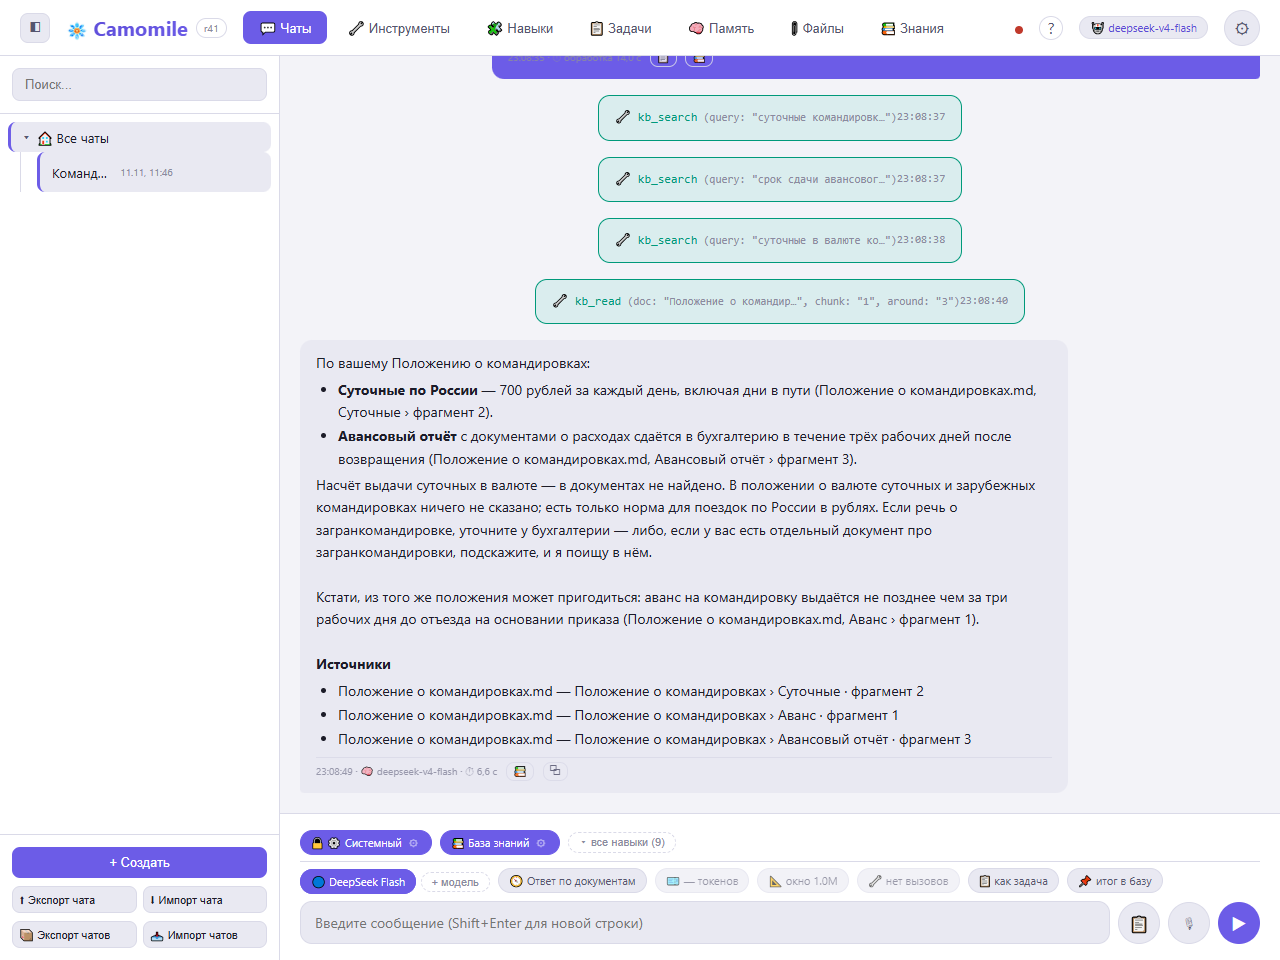 Camomile r41 Чаты Инструменты Навыки Задачи Память Файлы Знания ? deepseek-v4-flash
Поиск...
Все чаты
Команд... 11.11, 11:46
+ Создать
Экспорт чата Импорт чата
Экспорт чатов Импорт чатов
kb_search (query: "суточные командировк…")23:08:37
kb_search (query: "срок сдачи авансовог…")23:08:37
kb_search (query: "суточные в валюте ко…")23:08:38
kb_read (doc: "Положение о командир…", chunk: "1", around: "3")23:08:40
По вашему Положению о командировках:
• Суточные по России — 700 рублей за каждый день, включая дни в пути (Положение о командировках.md,
Суточные › фрагмент 2).
• Авансовый отчёт с документами о расходах сдаётся в бухгалтерию в течение трёх рабочих дней после
возвращения (Положение о командировках.md, Авансовый отчёт › фрагмент 3).
Насчёт выдачи суточных в валюте — в документах не найдено. В положении о валюте суточных и зарубежных
командировках ничего не сказано; есть только норма для поездок по России в рублях. Если речь о
загранкомандировке, уточните у бухгалтерии — либо, если у вас есть отдельный документ про
загранкомандировки, подскажите, и я поищу в нём.
Кстати, из того же положения может пригодиться: аванс на командировку выдаётся не позднее чем за три
рабочих дня до отъезда на основании приказа (Положение о командировках.md, Аванс › фрагмент 1).
Источники
• Положение о командировках.md — Положение о командировках › Суточные · фрагмент 2
• Положение о командировках.md — Положение о командировках › Аванс · фрагмент 1
• Положение о командировках.md — Положение о командировках › Авансовый отчёт · фрагмент 3
23:08:49 · deepseek-v4-flash · 6,6 с
Системный База знаний все навыки (9)
DeepSeek Flash + модель Ответ по документам — токенов окно 1.0M нет вызовов как задача итог в базу
Введите сообщение (Shift+Enter для новой строки)